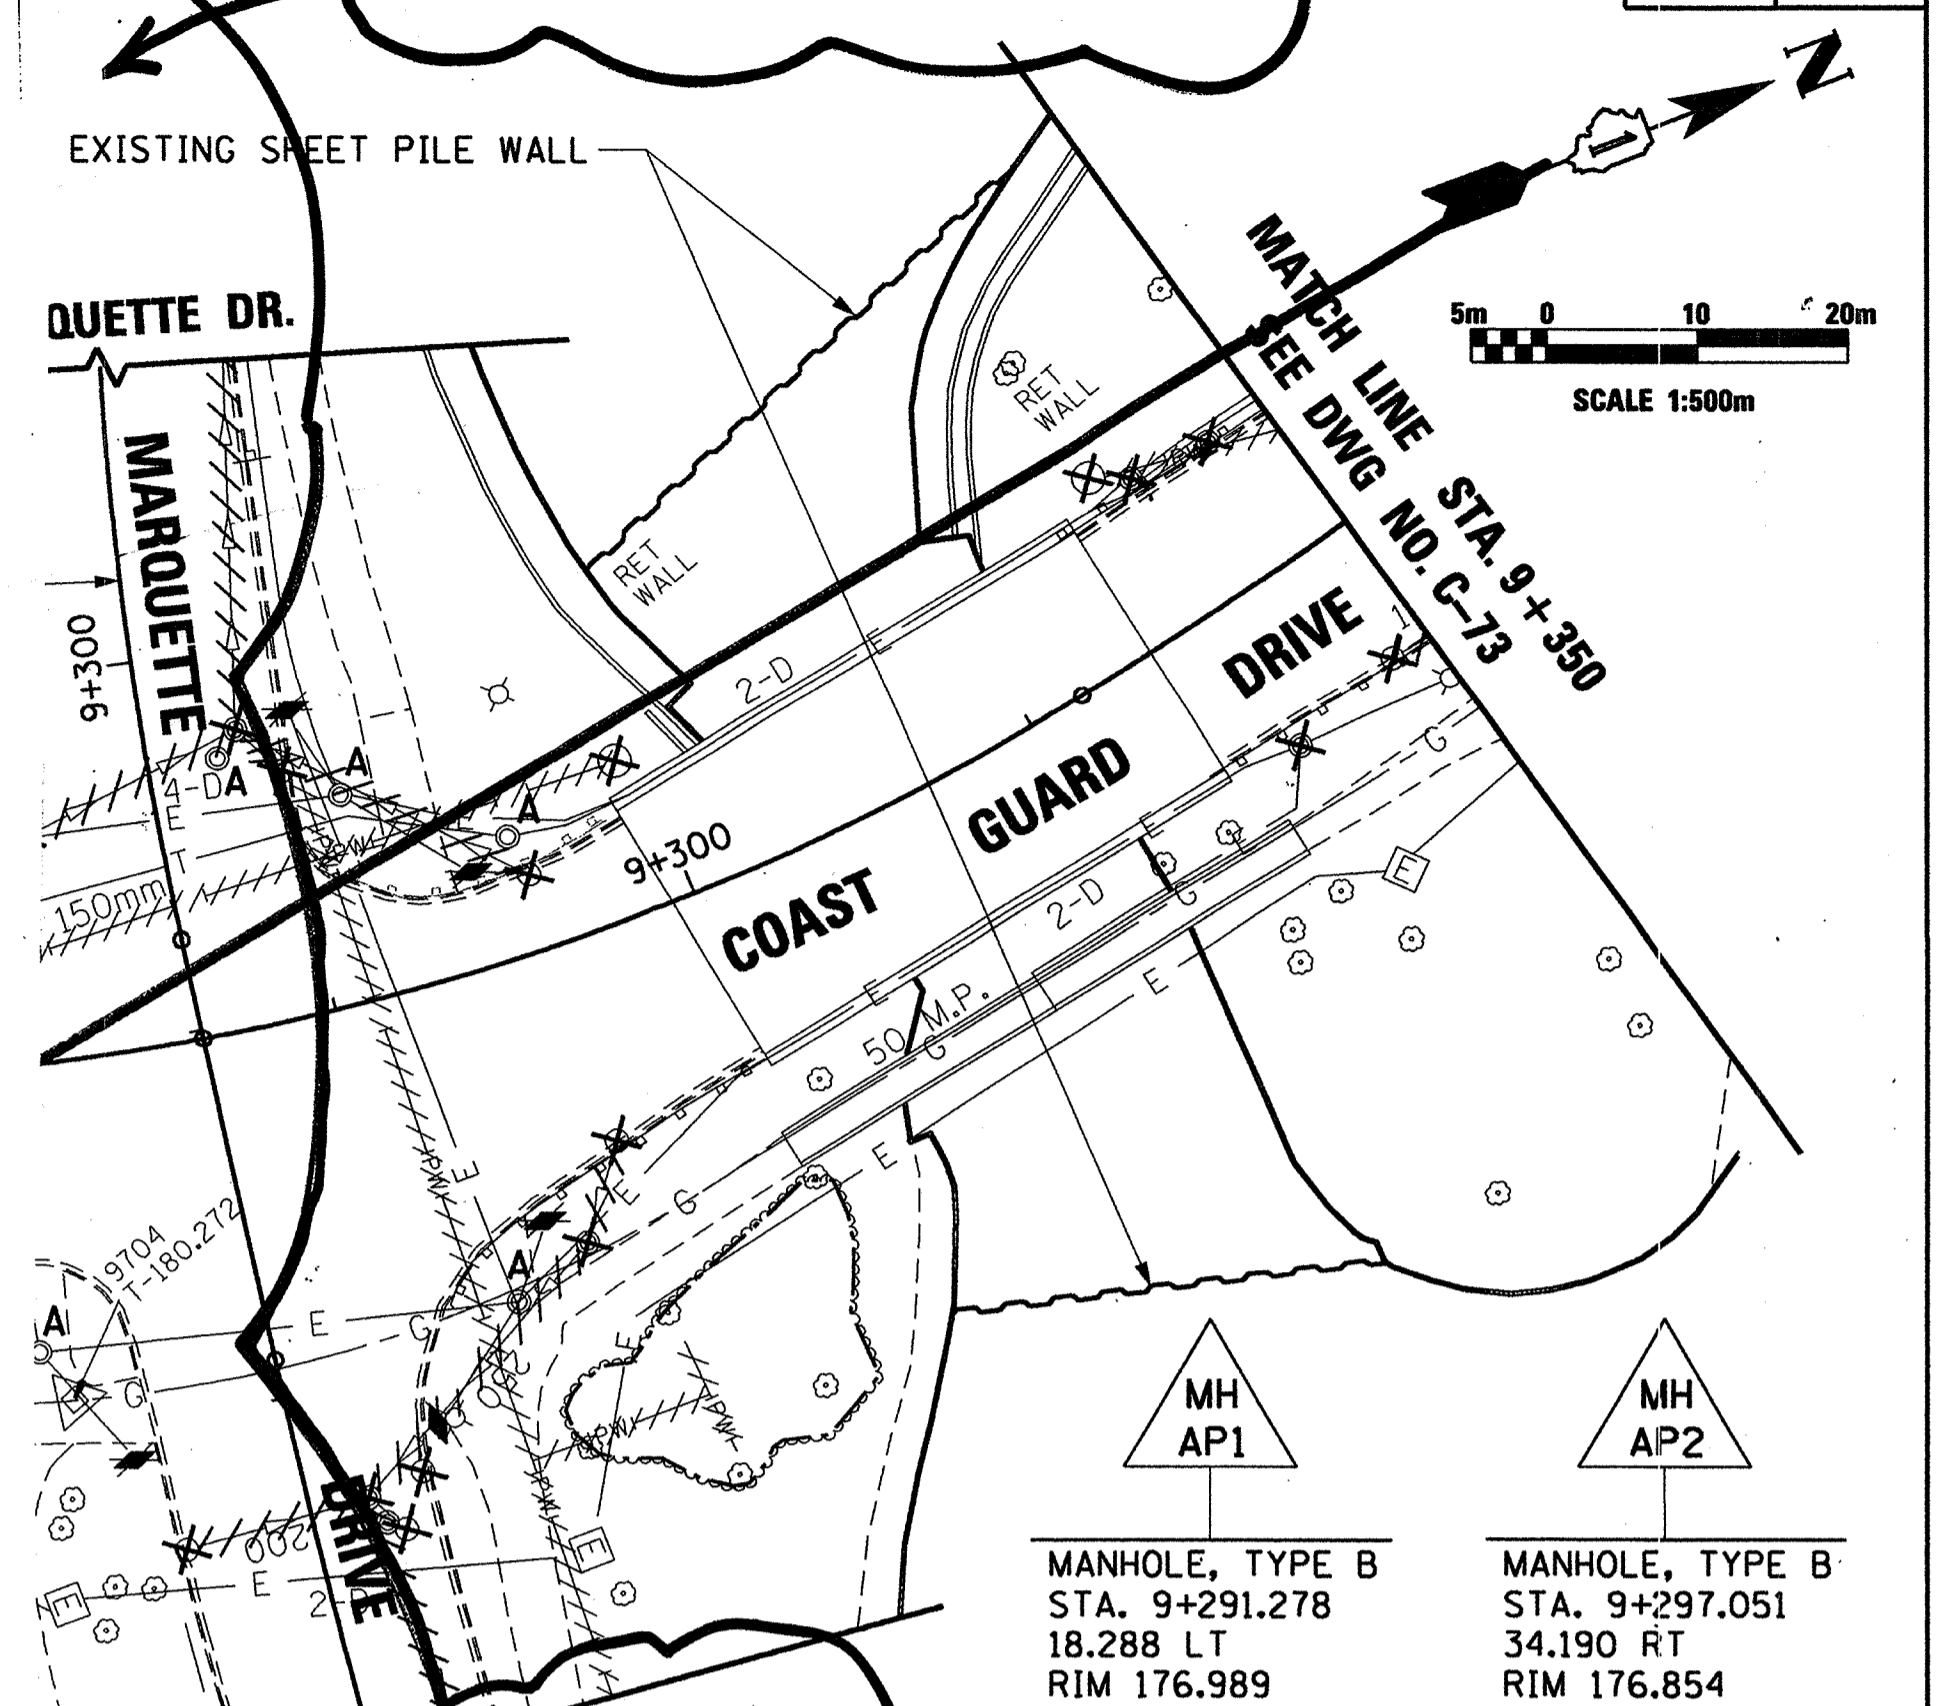 N
1
EXISTING SHEET PILE WALL
MATCH LINE STA. 9+350
SEE DWG NO. C-73
5m 0 10 20m
SCALE 1:500m
QUETTE DR.
RET
WALL
RET
WALL
MARQUETTE
9+300
2-D
DRIVE
GUARD
COAST
9+300
A
A
A
4-D
E
T
150mm
G
E
2-D
G
E
E
50 M.P.
G
E
E
E
G
E
9704
T-180.272
A
A
E
G
G
E
E
200
E
E
DRIVE
MH
AP1
MANHOLE, TYPE B
STA. 9+291.278
18.288 LT
RIM 176.989
MH
AP2
MANHOLE, TYPE B
STA. 9+297.051
34.190 RT
RIM 176.854